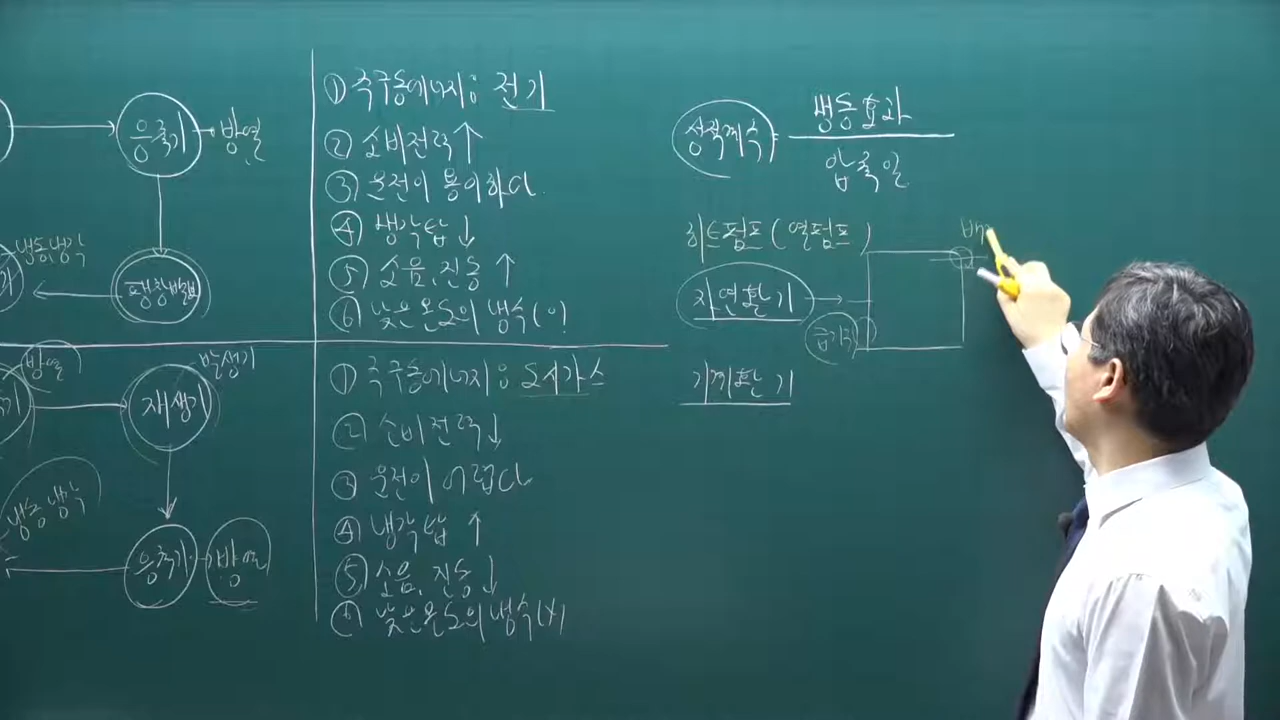 응축기
방열
냉동,냉각
팽창밸브
① 구동에너지: 전기
② 소비전력↑
③ 운전이 용이하다.
④ 냉각탑↓
⑤ 소음,진동↑
⑥ 낮은온도의 냉수(o)
성적계수 = 냉동효과
압축일
히트펌프(열펌프)
자연환기
급기구
기계환기
방열
재생기
발생기
냉동 냉각
응축기
방열
① 구동에너지: 도시가스
② 소비전력↓
③ 운전이 어렵다.
④ 냉각탑↑
⑤ 소음,진동↓
⑥ 낮은온도의 냉수(x)